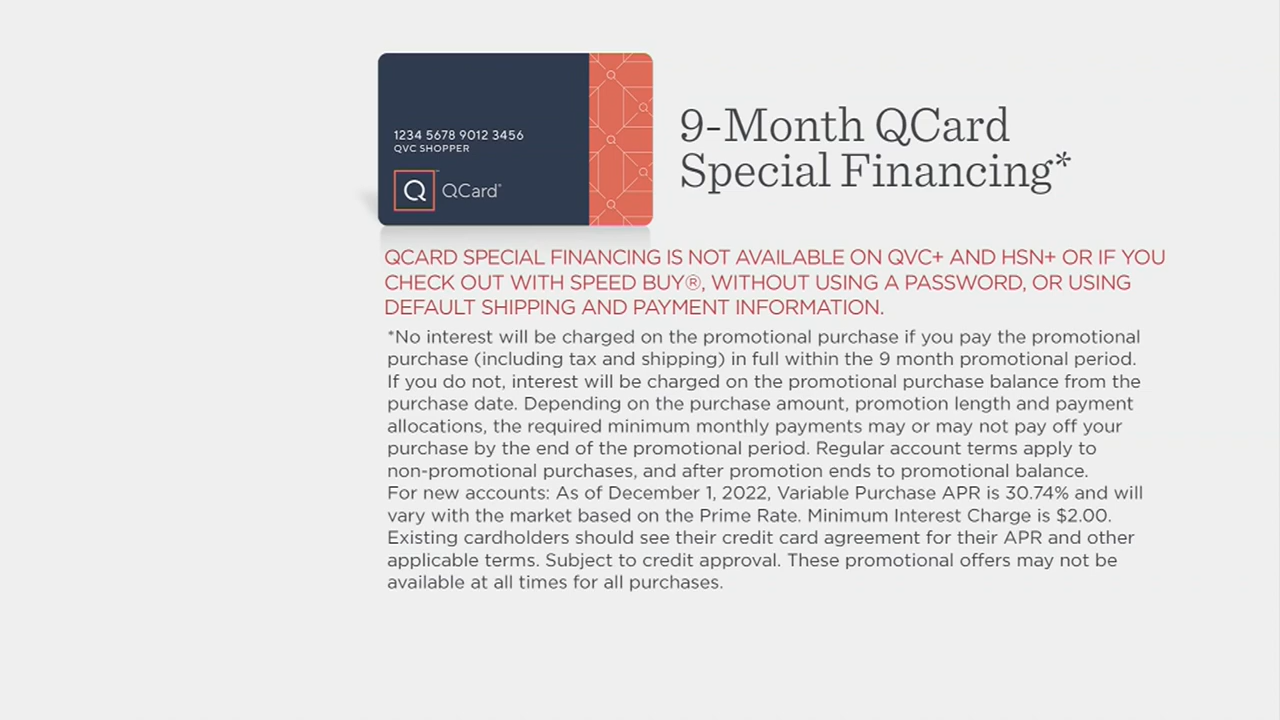 1234 5678 9012 3456
QVC SHOPPER
Q QCard
9-Month QCard
Special Financing*
QCARD SPECIAL FINANCING IS NOT AVAILABLE ON QVC+ AND HSN+ OR IF YOU
CHECK OUT WITH SPEED BUY®, WITHOUT USING A PASSWORD, OR USING
DEFAULT SHIPPING AND PAYMENT INFORMATION.
*No interest will be charged on the promotional purchase if you pay the promotional
purchase (including tax and shipping) in full within the 9 month promotional period.
If you do not, interest will be charged on the promotional purchase balance from the
purchase date. Depending on the purchase amount, promotion length and payment
allocations, the required minimum monthly payments may or may not pay off your
purchase by the end of the promotional period. Regular account terms apply to
non-promotional purchases, and after promotion ends to promotional balance.
For new accounts: As of December 1, 2022, Variable Purchase APR is 30.74% and will
vary with the market based on the Prime Rate. Minimum Interest Charge is $2.00.
Existing cardholders should see their credit card agreement for their APR and other
applicable terms. Subject to credit approval. These promotional offers may not be
available at all times for all purchases.